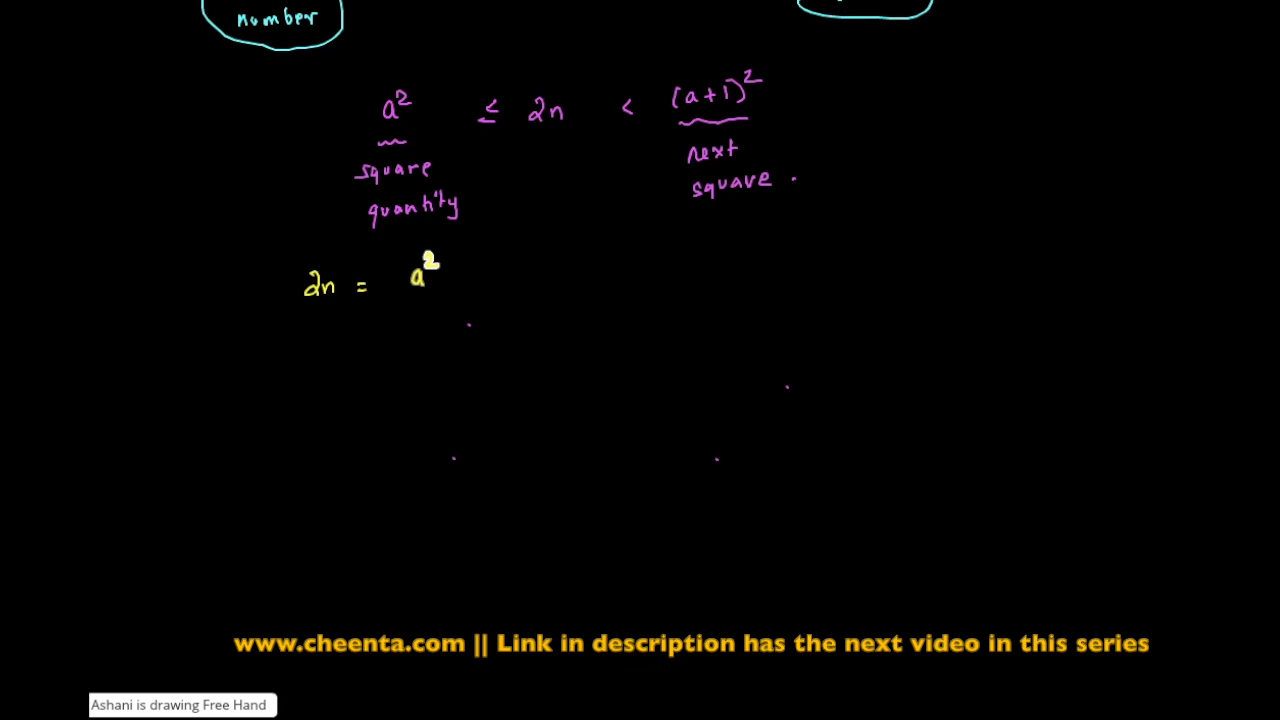 number
a² ≤ 2n < (a+1)²
square quantity
next square.
2n = a²
www.cheenta.com || Link in description has the next video in this series
Ashani is drawing Free Hand